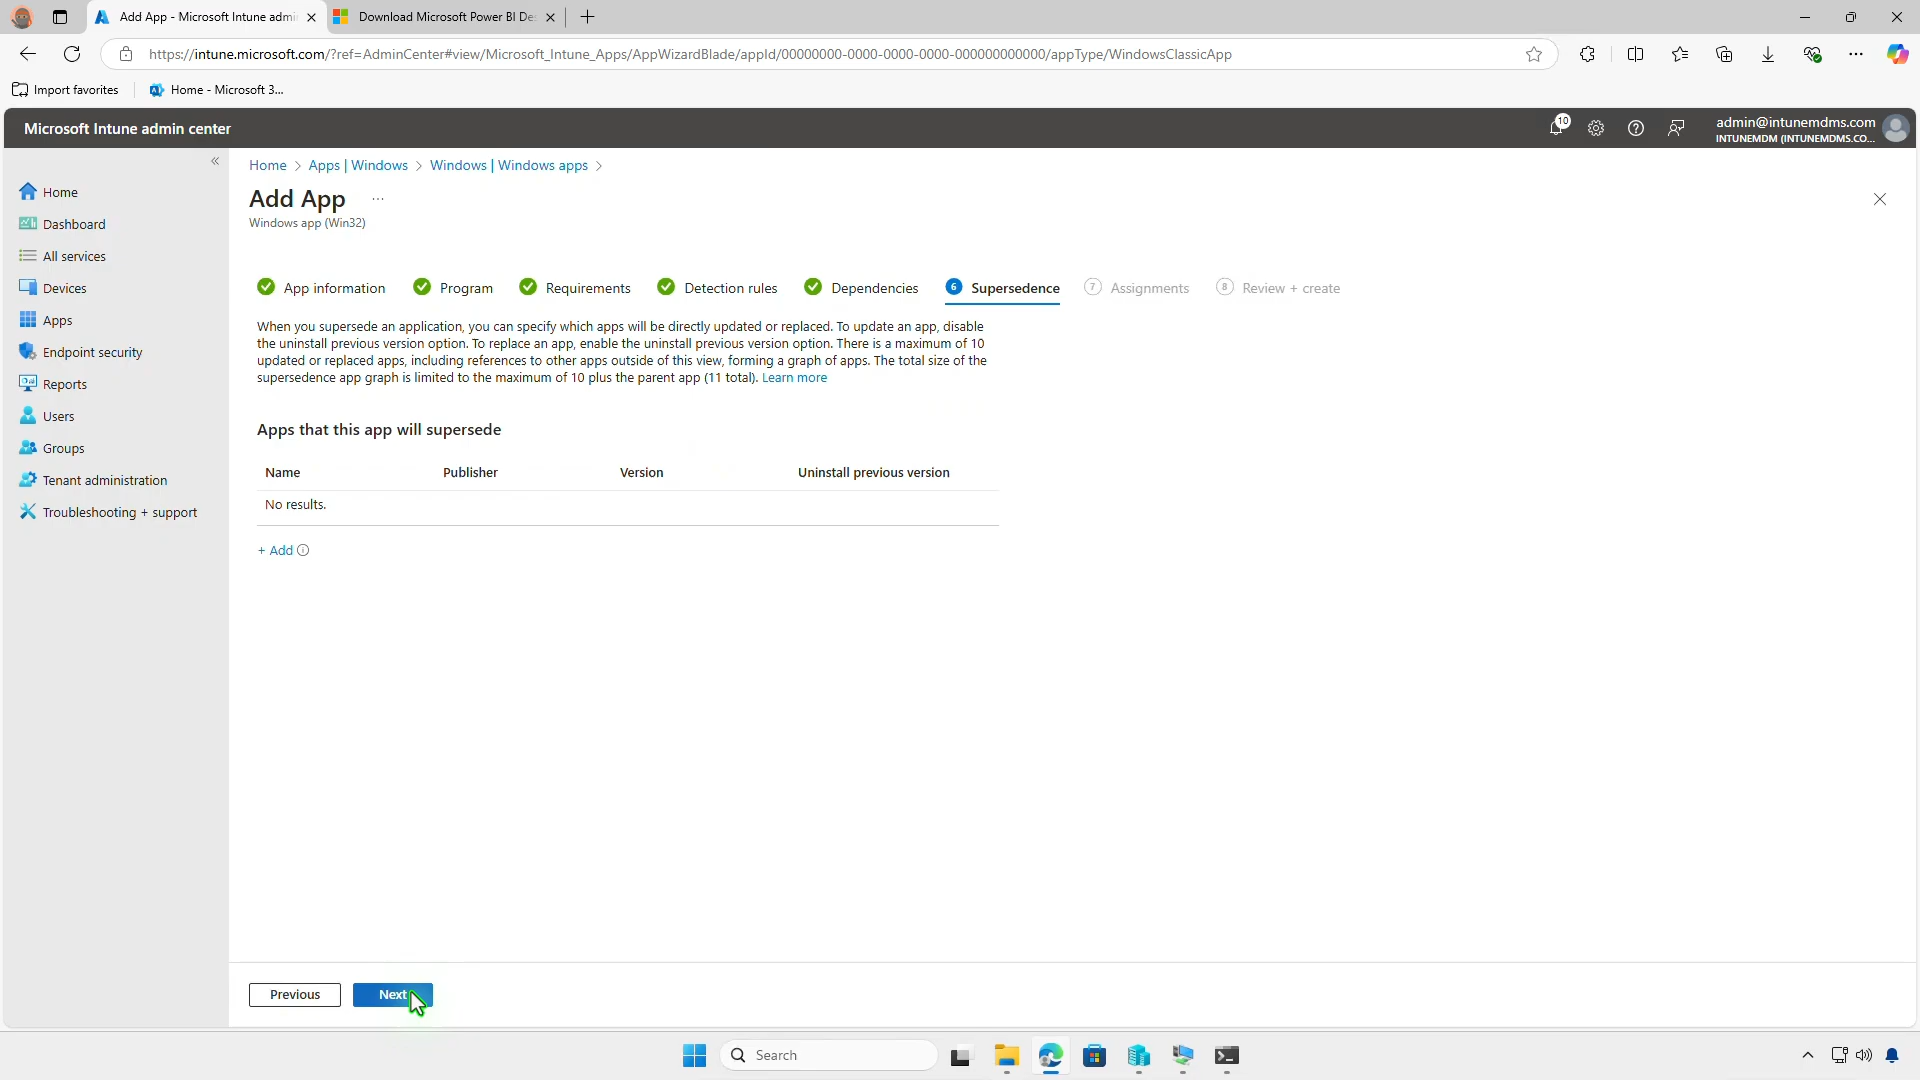 Add App - Microsoft Intune admin
Download Microsoft Power BI De
https://intune.microsoft.com/?ref=AdminCenter#view/Microsoft_Intune_Apps/AppWizardBlade/appId/00000000-0000-0000-0000-000000000000/appType/WindowsClassicApp
Import favorites
Home - Microsoft 3...
Microsoft Intune admin center
10
admin@intunemdms.com
INTUNEMDM (INTUNEMDMS.CO...
Home
Dashboard
All services
Devices
Apps
Endpoint security
Reports
Users
Groups
Tenant administration
Troubleshooting + support
Home > Apps | Windows > Windows | Windows apps >
Add App ...
Windows app (Win32)
App information
Program
Requirements
Detection rules
Dependencies
6 Supersedence
7 Assignments
8 Review + create
When you supersede an application, you can specify which apps will be directly updated or replaced. To update an app, disable
the uninstall previous version option. To replace an app, enable the uninstall previous version option. There is a maximum of 10
updated or replaced apps, including references to other apps outside of this view, forming a graph of apps. The total size of the
supersedence app graph is limited to the maximum of 10 plus the parent app (11 total). Learn more
Apps that this app will supersede
Name Publisher Version Uninstall previous version
No results.
+ Add
Previous
Next
Search